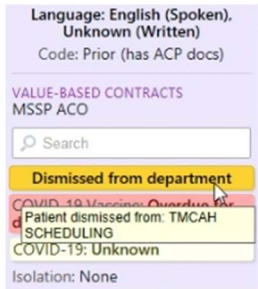 Language: English (Spoken),
Unknown (Written)
Code: Prior (has ACP docs)
VALUE-BASED CONTRACTS
MSSP ACO
Search
Dismissed from department
COVID-19 Vaccine: Overdue for
d
Patient dismissed from: TMCAH
SCHEDULING
COVID-19: Unknown
Isolation: None